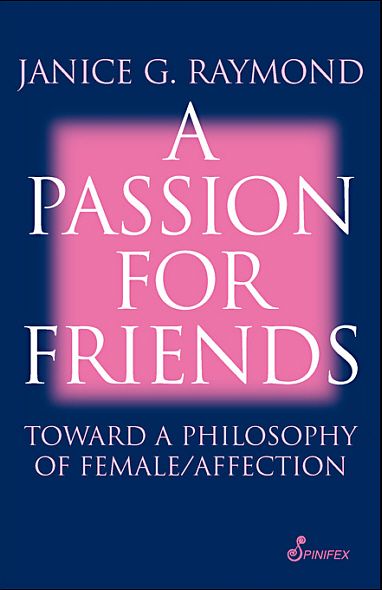 JANICE G. RAYMOND
A
PASSION
FOR
FRIENDS
TOWARD A PHILOSOPHY
OF FEMALE/AFFECTION
SPINIFEX